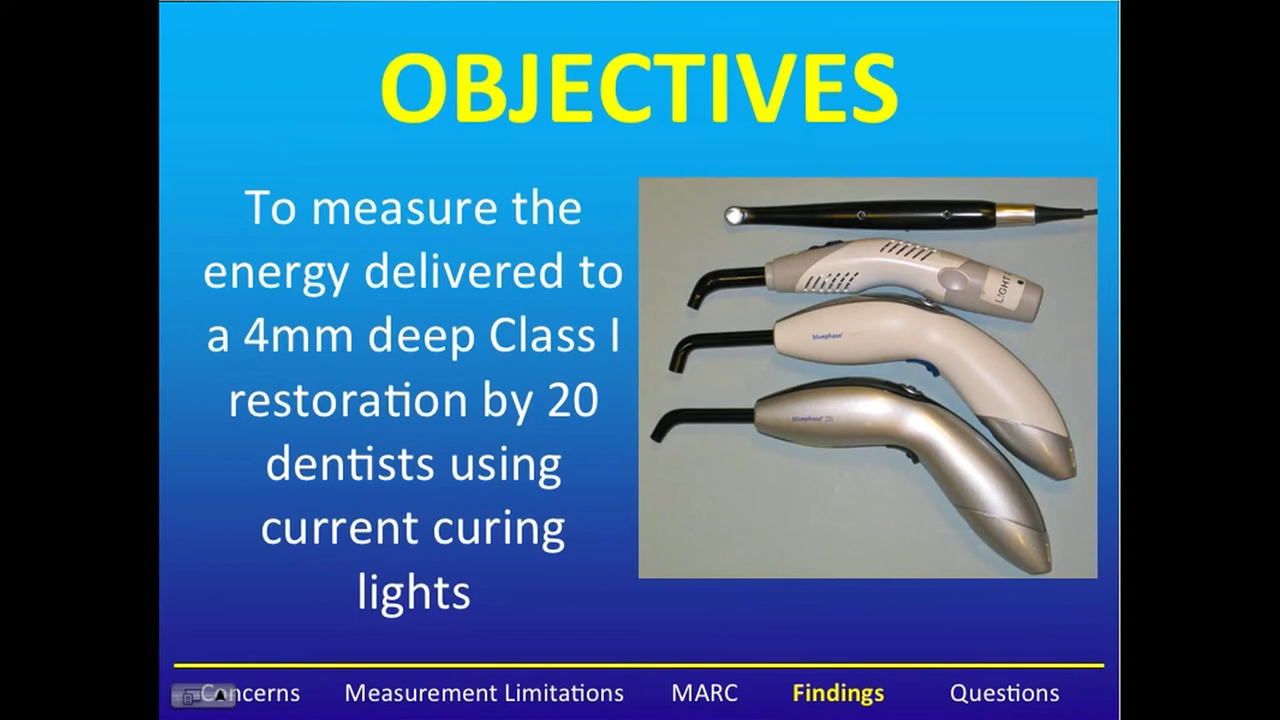 OBJECTIVES
To measure the
energy delivered to
a 4mm deep Class I
restoration by 20
dentists using
current curing
lights
LIGHT
bluephase
bluephase
Concerns Measurement Limitations MARC Findings Questions